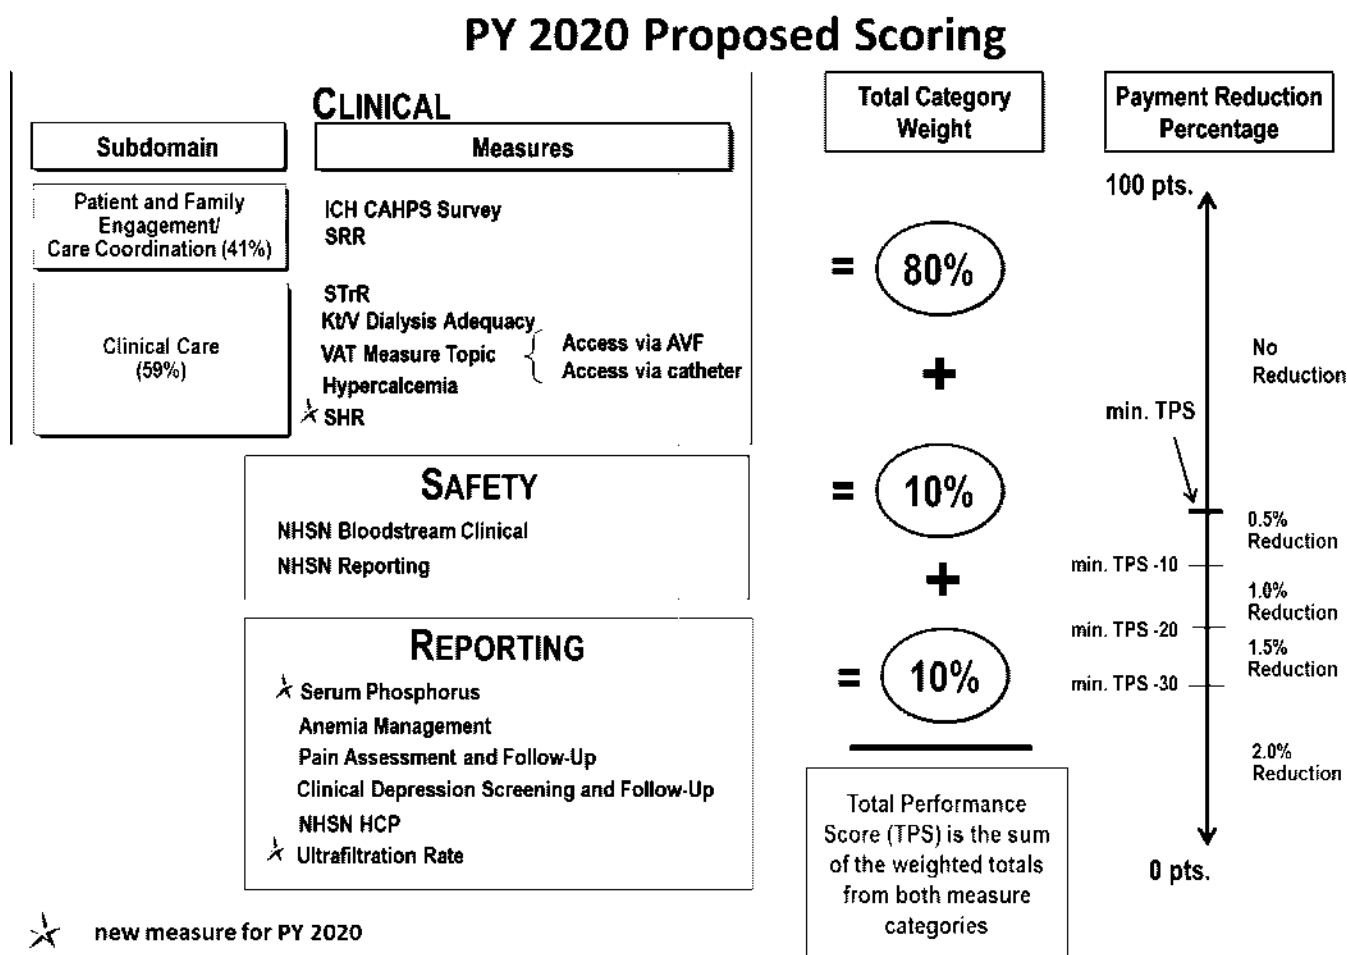 PY 2020 Proposed Scoring
CLINICAL
Subdomain
Measures
Patient and Family
Engagement/
Care Coordination (41%)
ICH CAHPS Survey
SRR
Clinical Care
(59%)
STrR
Kt/V Dialysis Adequacy
VAT Measure Topic
Access via AVF
Access via catheter
Hypercalcemia
SHR
SAFETY
NHSN Bloodstream Clinical
NHSN Reporting
REPORTING
Serum Phosphorus
Anemia Management
Pain Assessment and Follow-Up
Clinical Depression Screening and Follow-Up
NHSN HCP
Ultrafiltration Rate
new measure for PY 2020
Total Category
Weight
= 80%
+
= 10%
+
= 10%
Total Performance
Score (TPS) is the sum
of the weighted totals
from both measure
categories
Payment Reduction
Percentage
100 pts.
No
Reduction
min. TPS
0.5%
Reduction
min. TPS -10
1.0%
Reduction
min. TPS -20
1.5%
Reduction
min. TPS -30
2.0%
Reduction
0 pts.